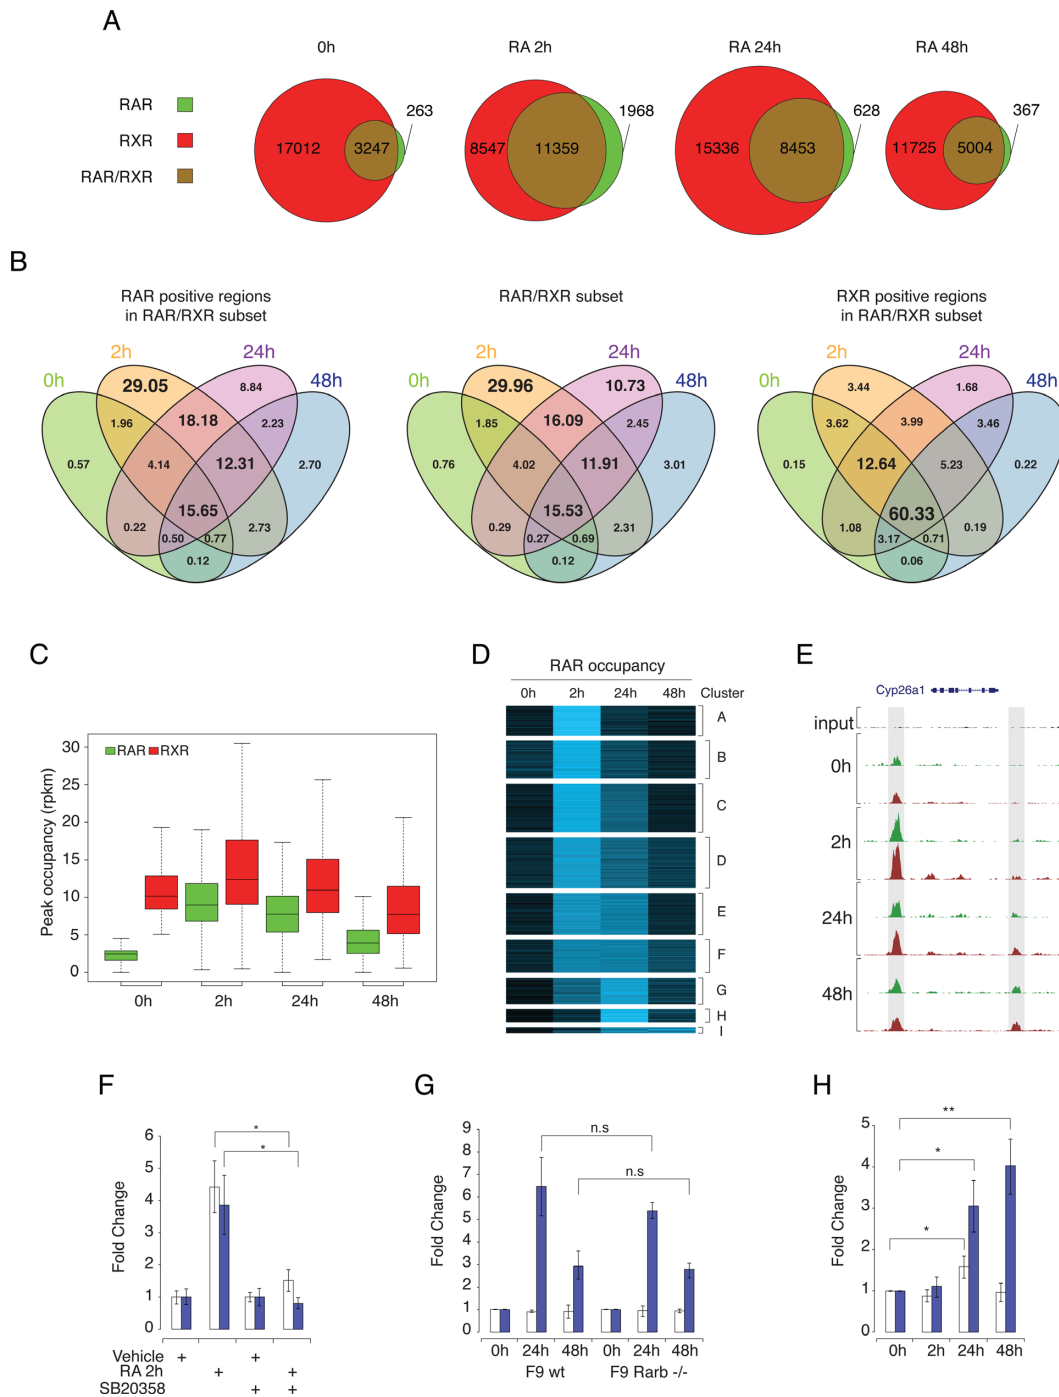 A
0h
RA 2h
RA 24h
RA 48h
RAR
RXR
RAR/RXR
17012
3247
263
8547
11359
1968
15336
8453
628
11725
5004
367
B
RAR positive regions
in RAR/RXR subset
0h
2h
24h
48h
29.05
8.84
1.96
18.18
2.23
0.57
4.14
12.31
2.70
15.65
0.22
2.73
0.50
0.77
0.12
RAR/RXR subset
0h
2h
24h
48h
29.96
10.73
1.85
16.09
2.45
0.76
4.02
11.91
3.01
15.53
0.29
2.31
0.27
0.69
0.12
RXR positive regions
in RAR/RXR subset
0h
2h
24h
48h
3.44
1.68
3.62
3.99
3.46
0.15
12.64
5.23
0.22
60.33
1.08
0.19
3.17
0.71
0.06
C
RAR
RXR
Peak occupancy (rpkm)
30
25
20
15
10
5
0
0h
2h
24h
48h
D
RAR occupancy
0h
2h
24h
48h
Cluster
A
B
C
D
E
F
G
H
I
E
Cyp26a1
input
0h
2h
24h
48h
F
Fold Change
6
5
4
3
2
1
0
*
*
Vehicle + +
RA 2h + +
SB20358 + +
G
Fold Change
9
8
7
6
5
4
3
2
1
0
n.s
n.s
0h 24h 48h 0h 24h 48h
F9 wt
F9 Rarb -/-
H
Fold Change
5
4
3
2
1
0
**
*
*
0h 2h 24h 48h